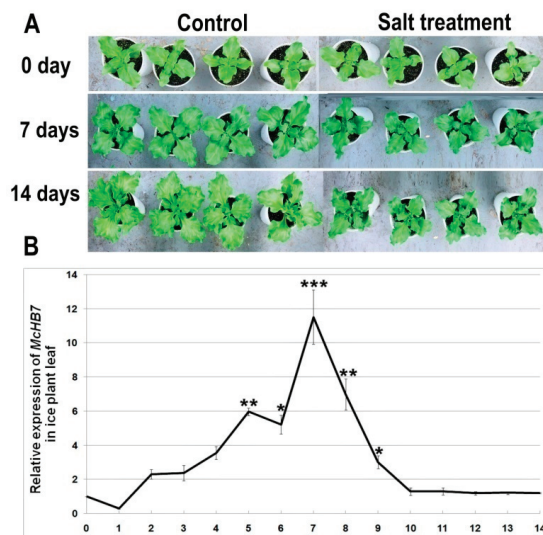 A
Control
Salt treatment
0 day
7 days
14 days
B
Relative expression of McHB7
in ice plant leaf
14
12
10
8
6
4
2
0
**
*
***
**
*
0 1 2 3 4 5 6 7 8 9 10 11 12 13 14